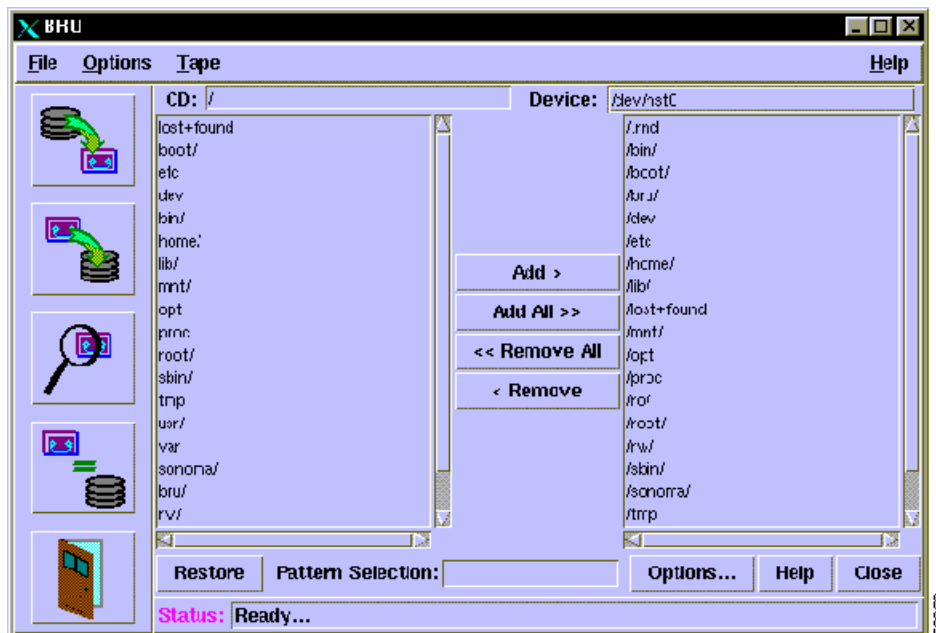 BRU
File Options Tape Help
CD: /
Device: /dev/nst0
lost+found
boot/
etc
dev
bin/
home/
lib/
mnt/
opt
proc
root/
sbin/
tmp
usr/
var
sonoma/
bru/
rw/
Add >
Add All >>
<< Remove All
< Remove
/.rnd
/bin/
/boot/
/bru/
/dev
/etc
/home/
/lib/
/lost+found
/mnt/
/opt
/proc
/ro/
/root/
/rw/
/sbin/
/sonoma/
/tmp
Restore Pattern Selection: Options... Help Close
Status: Ready...